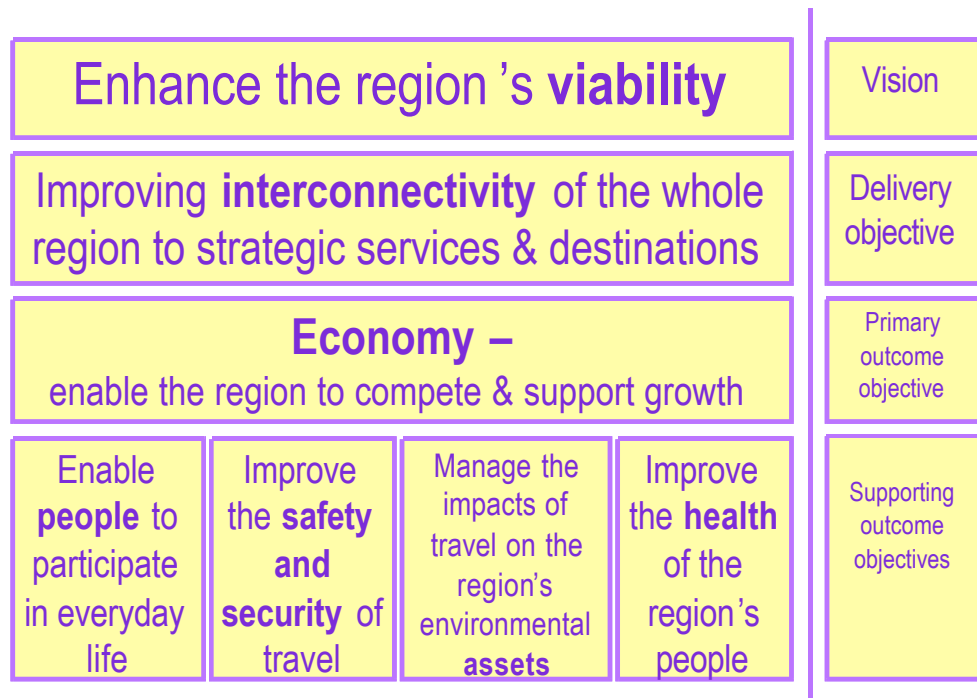 Enhance the region ’s viability
Vision
Improving interconnectivity of the whole
region to strategic services & destinations
Delivery
objective
Economy –
enable the region to compete & support growth
Primary
outcome
objective
Enable
people to
participate
in everyday
life
Improve
the safety
and
security of
travel
Manage the
impacts of
travel on the
region’s
environmental
assets
Improve
the health
of the
region’s
people
Supporting
outcome
objectives